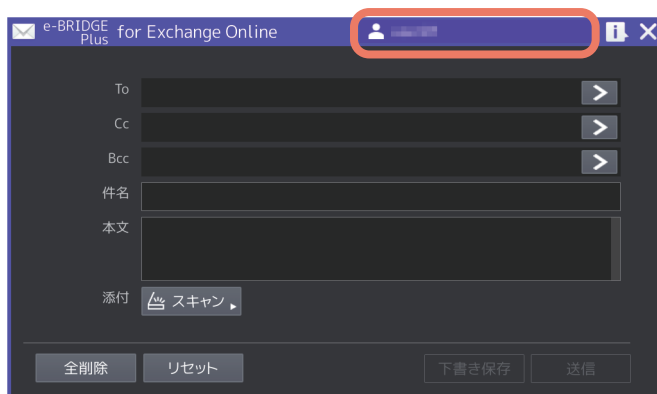 e-BRIDGE Plus for Exchange Online
To
Cc
Bcc
件名
本文
添付 スキャン
全削除 リセット 下書き保存 送信